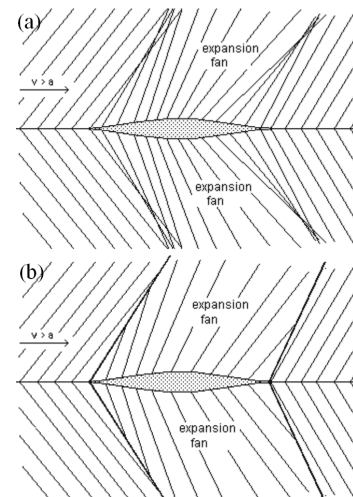 (a)
expansion
fan
v > a
expansion
fan
(b)
expansion
fan
v > a
expansion
fan